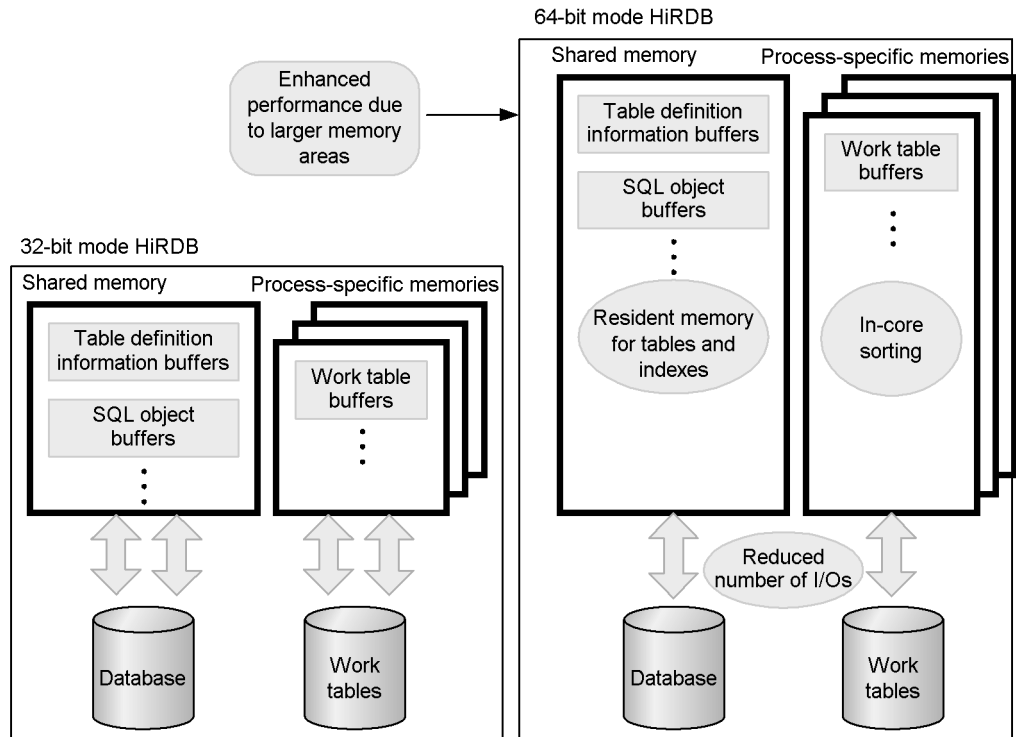 64-bit mode HiRDB
Shared memory
Process-specific memories
Enhanced
performance due
to larger memory
areas
Table definition
information buffers
SQL object
buffers
Resident memory
for tables and
indexes
Work table
buffers
In-core
sorting
Reduced
number of I/Os
Database
Work
tables
32-bit mode HiRDB
Shared memory
Process-specific memories
Table definition
information buffers
SQL object
buffers
Work table
buffers
Database
Work
tables